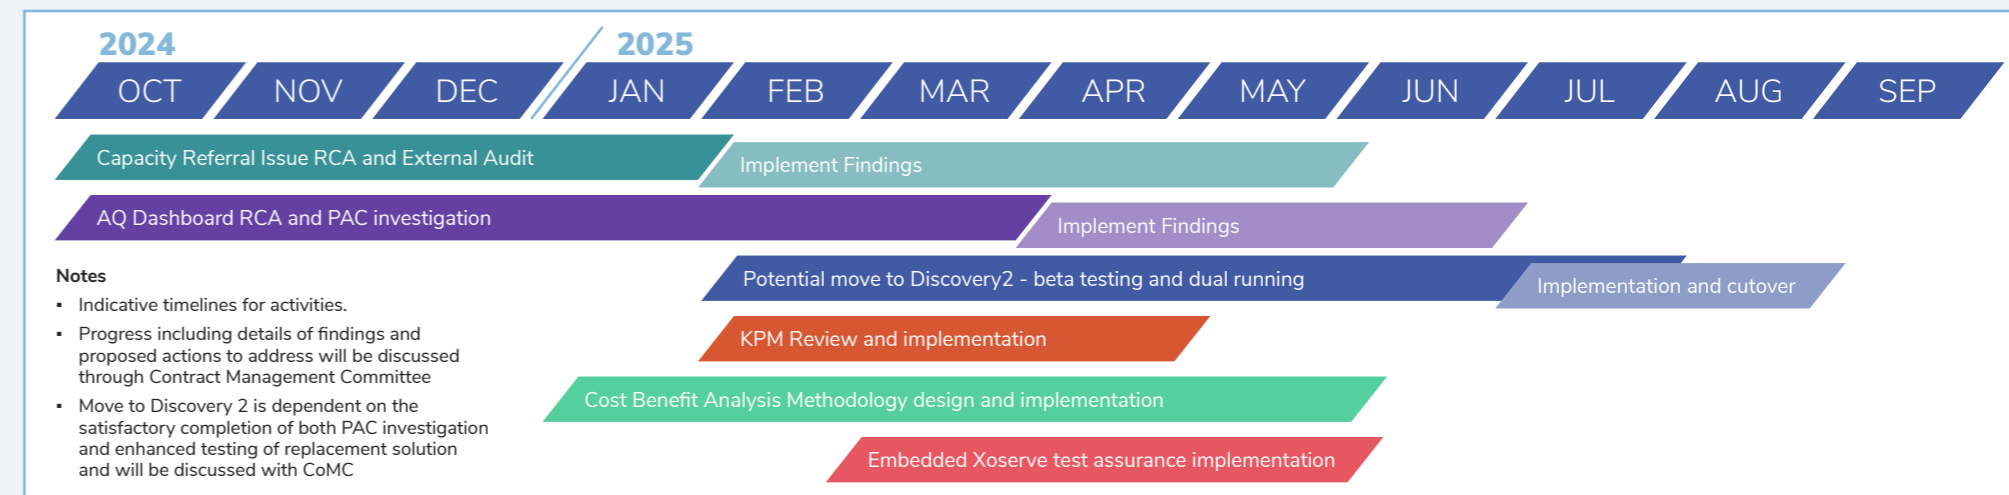 2024
2025
OCT
NOV
DEC
JAN
FEB
MAR
APR
MAY
JUN
JUL
AUG
SEP
Capacity Referral Issue RCA and External Audit
Implement Findings
AQ Dashboard RCA and PAC investigation
Implement Findings
Potential move to Discovery2 - beta testing and dual running
Implementation and cutover
KPM Review and implementation
Cost Benefit Analysis Methodology design and implementation
Embedded Xoserve test assurance implementation
Notes
▪ Indicative timelines for activities.
▪ Progress including details of findings and
proposed actions to address will be discussed
through Contract Management Committee
▪ Move to Discovery 2 is dependent on the
satisfactory completion of both PAC investigation
and enhanced testing of replacement solution
and will be discussed with CoMC